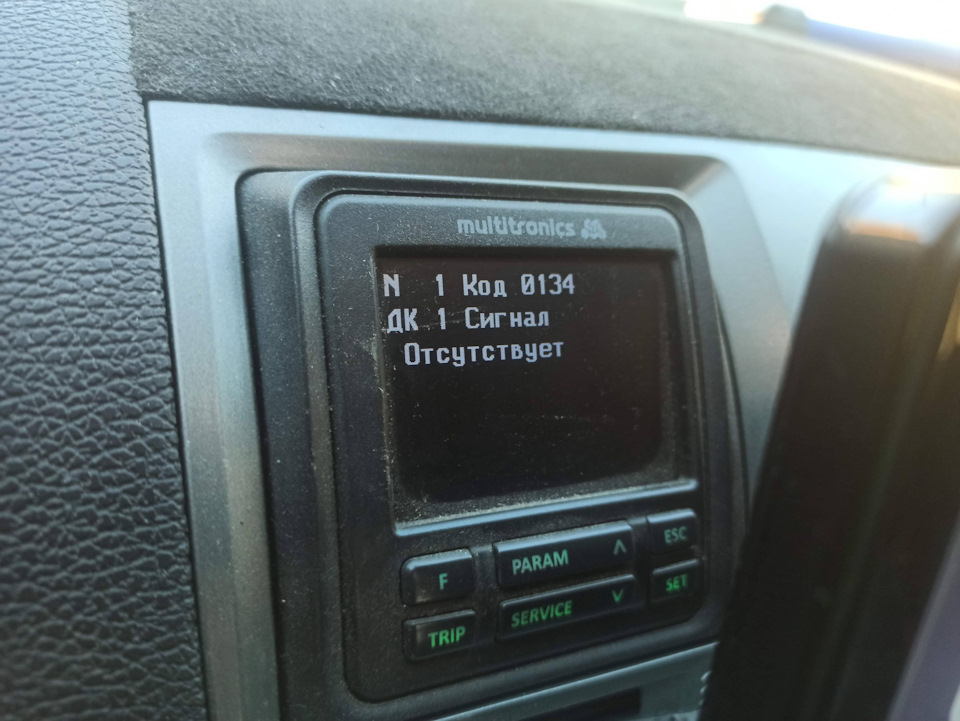 multitronics
N 1 Код 0134
ДК 1 Сигнал
Отсутствует
F
PARAM
ESC
TRIP
SERVICE
SET